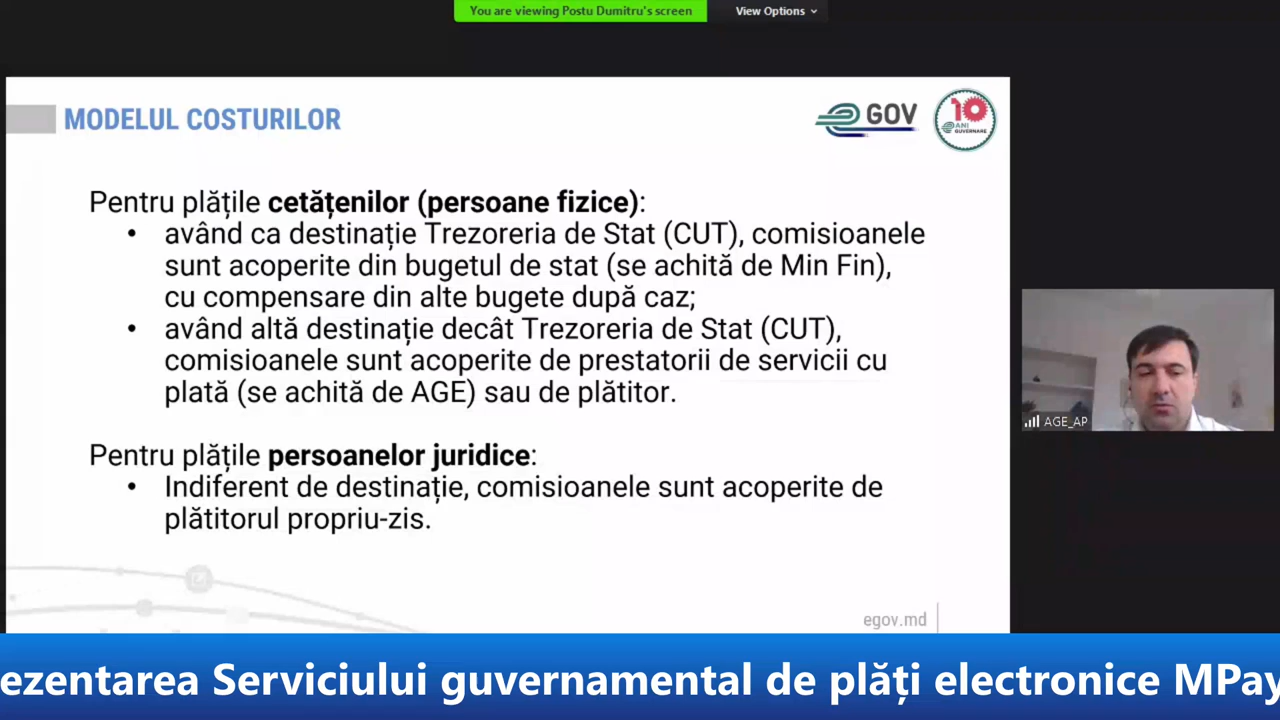 You are viewing Postu Dumitru's screen
View Options
MODELUL COSTURILOR
GOV
10
ANI
GUVERNARE
Pentru plățile cetățenilor (persoane fizice):
• având ca destinație Trezoreria de Stat (CUT), comisioanele
sunt acoperite din bugetul de stat (se achită de Min Fin),
cu compensare din alte bugete după caz;
• având altă destinație decât Trezoreria de Stat (CUT),
comisioanele sunt acoperite de prestatorii de servicii cu
plată (se achită de AGE) sau de plătitor.
AGE_AP
Pentru plățile persoanelor juridice:
• Indiferent de destinație, comisioanele sunt acoperite de
plătitorul propriu-zis.
egov.md
ezentarea Serviciului guvernamental de plăți electronice MPay